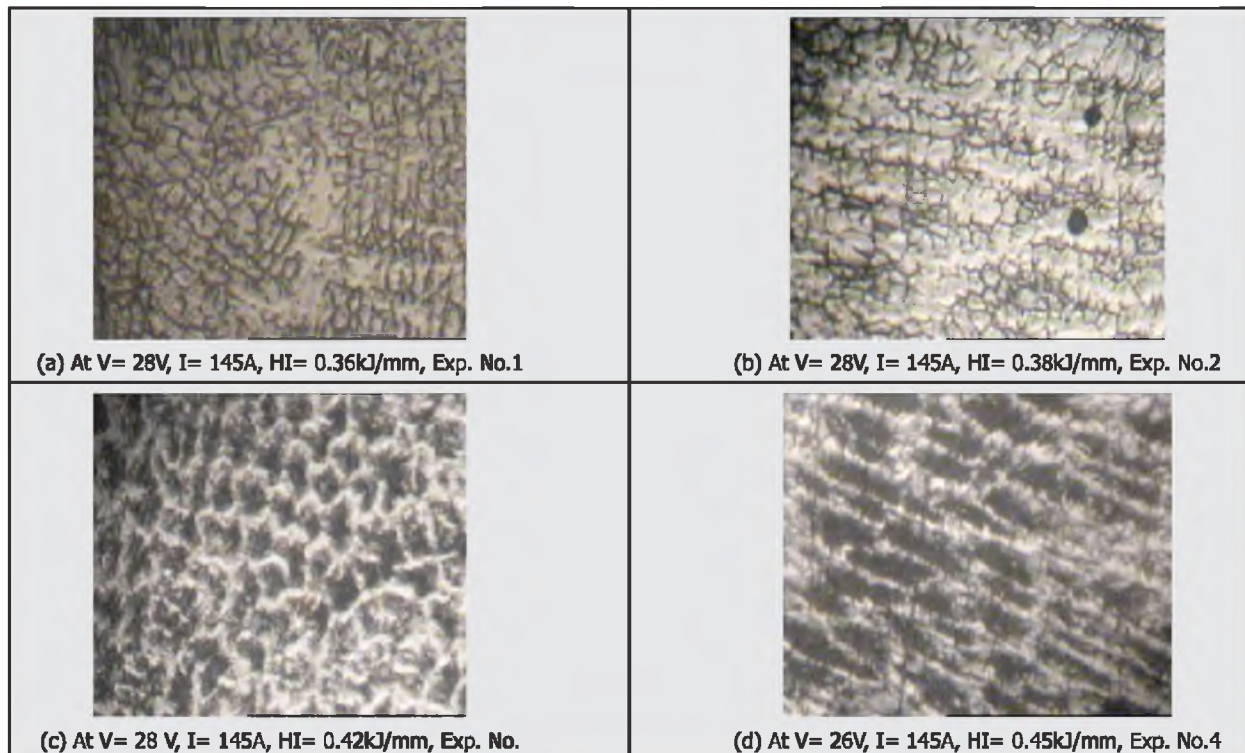 (a) At V= 28V, I= 145A, HI= 0.36kJ/mm, Exp. No.1
(b) At V= 28V, I= 145A, HI= 0.38kJ/mm, Exp. No.2
(c) At V= 28 V, I= 145A, HI= 0.42kJ/mm, Exp. No.
(d) At V= 26V, I= 145A, HI= 0.45kJ/mm, Exp. No.4